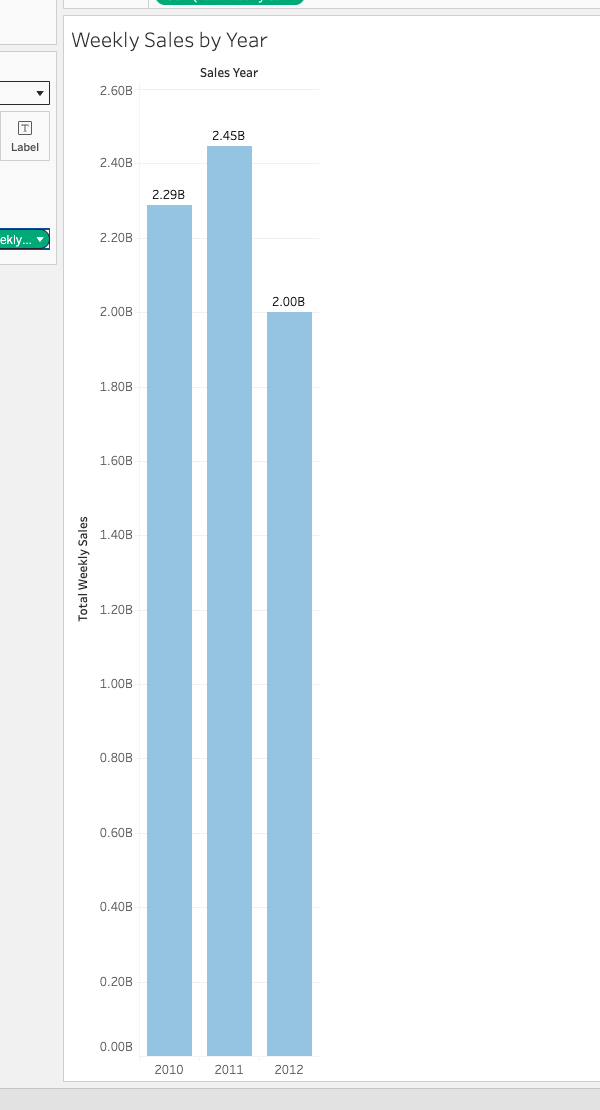 Weekly Sales by Year
Sales Year
Label
ekly...
Total Weekly Sales
2.60B
2.40B
2.20B
2.00B
1.80B
1.60B
1.40B
1.20B
1.00B
0.80B
0.60B
0.40B
0.20B
0.00B
2.29B
2.45B
2.00B
2010
2011
2012